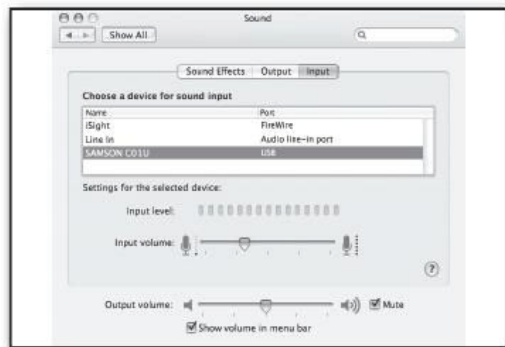 Sound
Show All
Sound Effects Output Input
Choose a device for sound input
Name Port
iSight FireWire
Line In Audio line-in port
SAMSON C01U USB
Settings for the selected device:
Input level:
Input volume:
?
Output volume: Mute
Show volume in menu bar